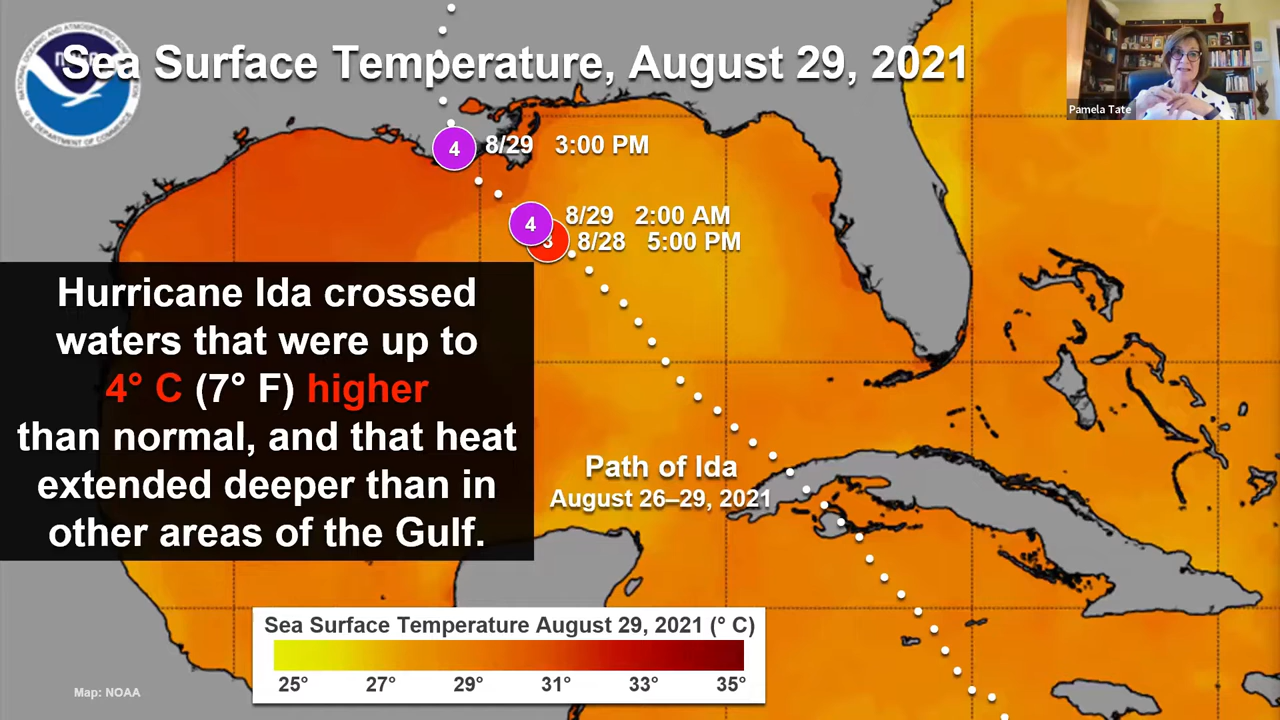 Sea Surface Temperature, August 29, 2021
Pamela Tate
4 8/29 3:00 PM
4 8/29 2:00 AM
3 8/28 5:00 PM
Hurricane Ida crossed
waters that were up to
4° C (7° F) higher
than normal, and that heat
extended deeper than in
other areas of the Gulf.
Path of Ida
August 26–29, 2021
Sea Surface Temperature August 29, 2021 (° C)
25° 27° 29° 31° 33° 35°
Map: NOAA